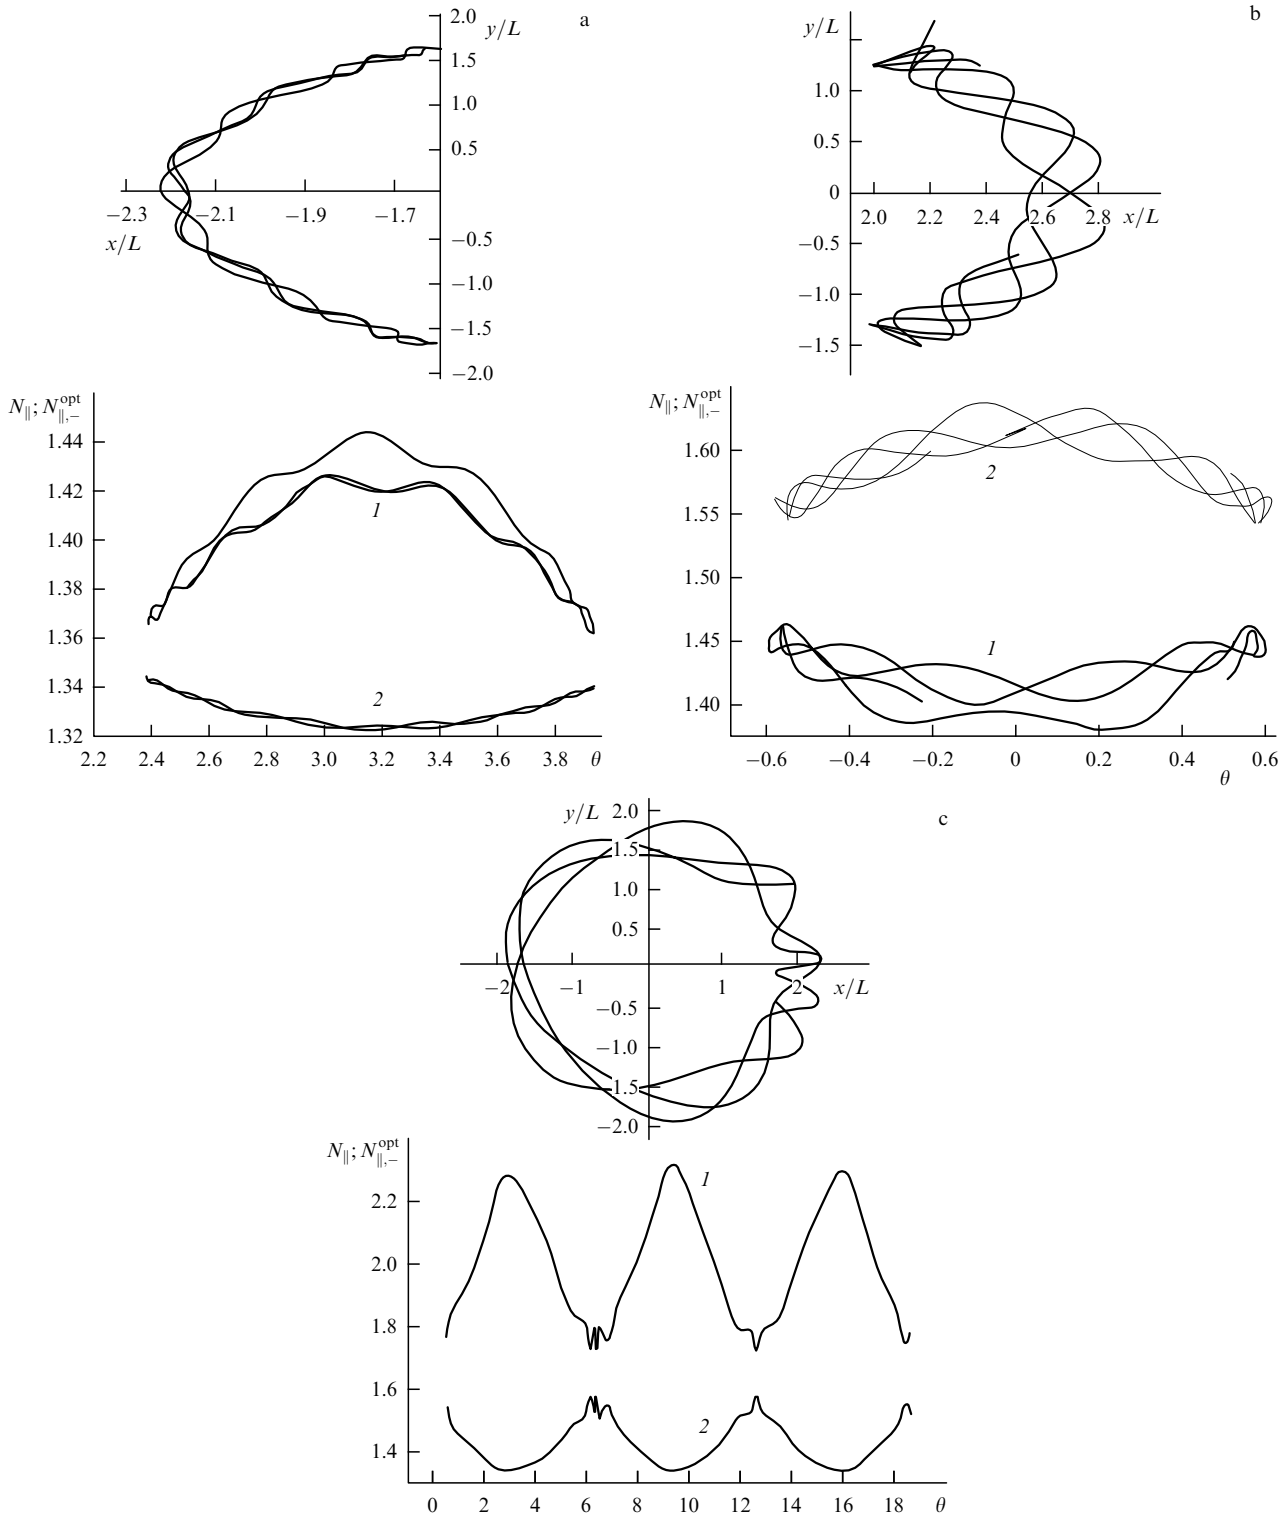 a
2.0
y/L
1.5
1.0
0.5
−2.3 −2.1 −1.9 −1.7
x/L
−0.5
−1.0
−1.5
−2.0
b
y/L
1.0
0.5
0
2.0 2.2 2.4 2.6 2.8 x/L
−0.5
−1.0
−1.5
N∥; N∥,−^opt
1.44
1.42
1.40
1.38
1.36
1.34
1.32
1
2
2.2 2.4 2.6 2.8 3.0 3.2 3.4 3.6 3.8 θ
N∥; N∥,−^opt
1.60
1.55
1.50
1.45
1.40
2
1
−0.6 −0.4 −0.2 0 0.2 0.4 0.6
θ
c
y/L 2.0
1.5
1.0
0.5
−2 −1 1 2 x/L
−0.5
−1.0
−1.5
−2.0
N∥; N∥,−^opt
2.2
2.0
1.8
1.6
1.4
1
2
0 2 4 6 8 10 12 14 16 18 θ